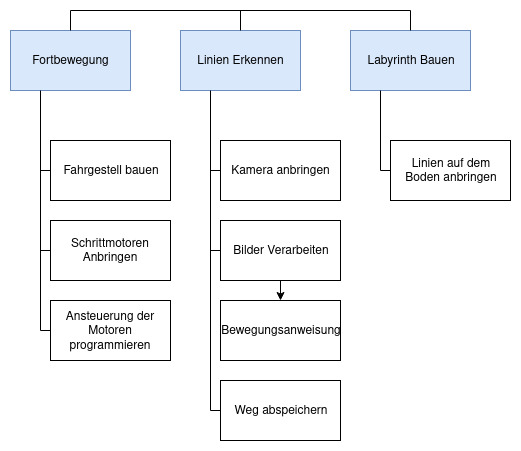 Fortbewegung
Linien Erkennen
Labyrinth Bauen
Fahrgestell bauen
Schrittmotoren
Anbringen
Ansteuerung der
Motoren
programmieren
Kamera anbringen
Bilder Verarbeiten
Bewegungsanweisung
Weg abspeichern
Linien auf dem
Boden anbringen